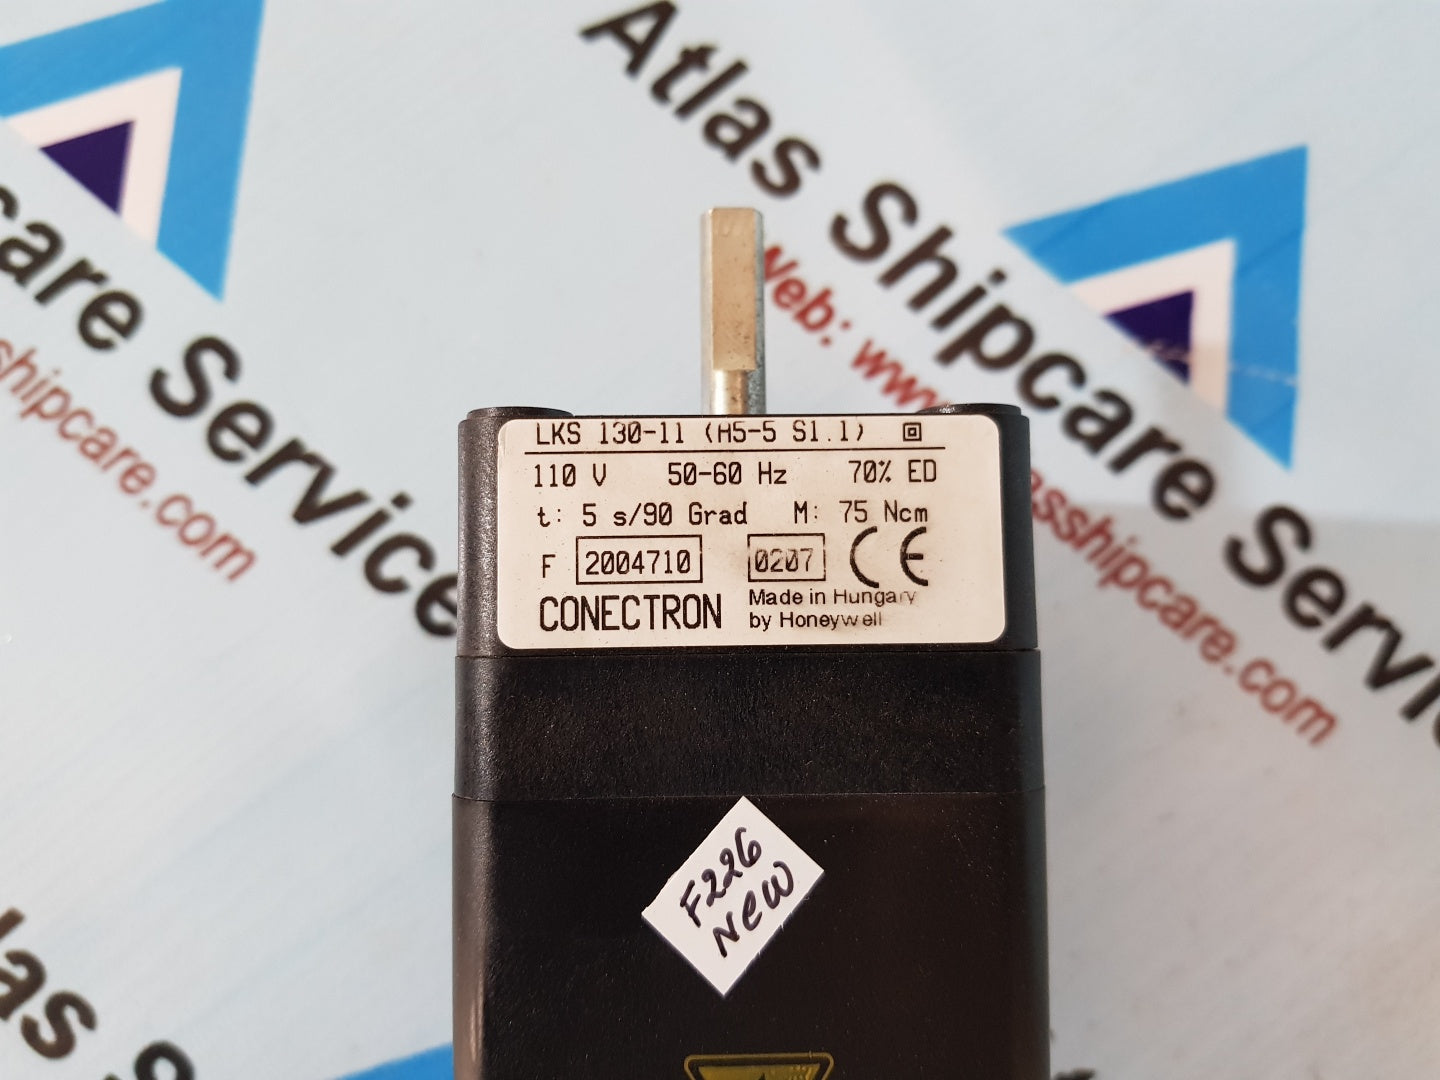 Atlas Shipcare Service
Web: www
asshipcare.com
care Service
shipcare.com
LKS 130-11 (A5-5 S1.1)
110 V 50-60 Hz 70% ED
t: 5 s/90 Grad M: 75 Ncm
F 2004710 0207 CE
CONECTRON
Made in Hungary
by Honeywell
F226
New
las S